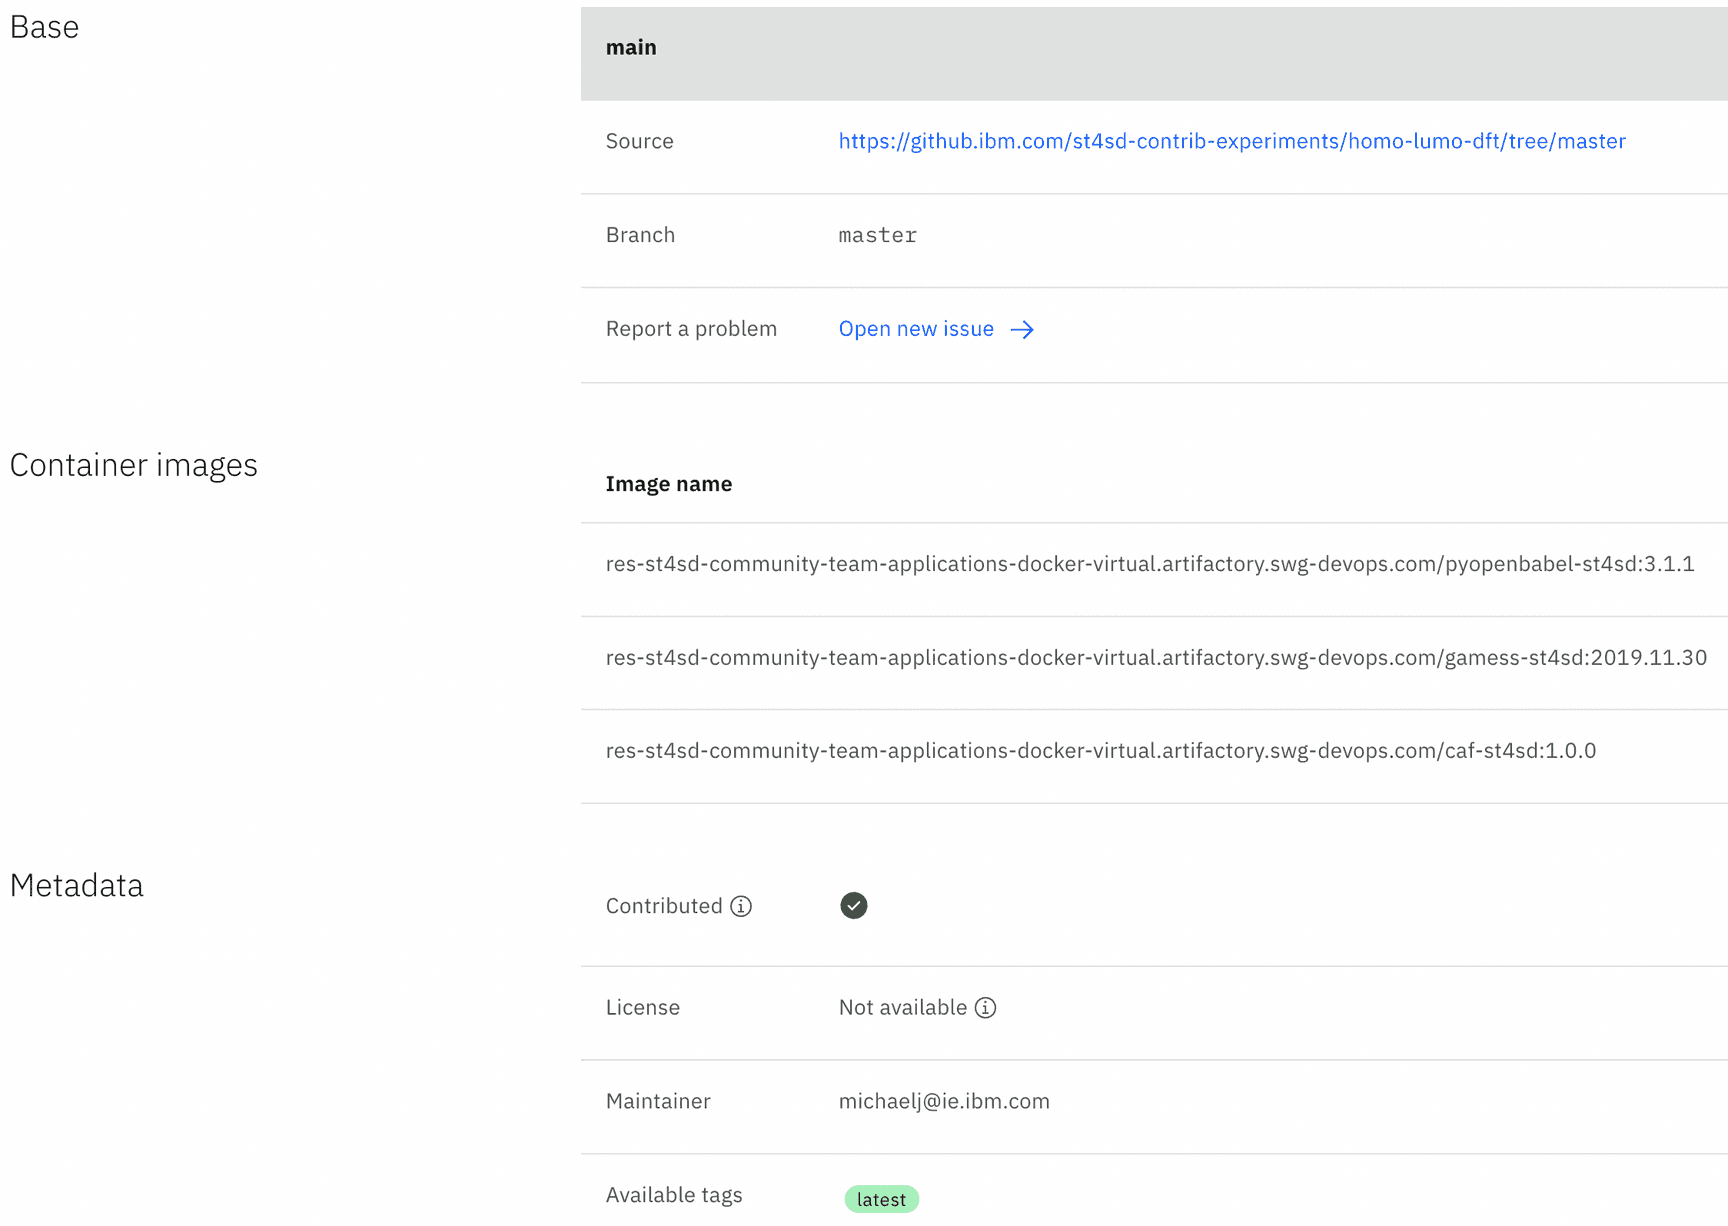 Base
main
Source https://github.ibm.com/st4sd-contrib-experiments/homo-lumo-dft/tree/master
Branch master
Report a problem Open new issue →
Container images
Image name
res-st4sd-community-team-applications-docker-virtual.artifactory.swg-devops.com/pyopenbabel-st4sd:3.1.1
res-st4sd-community-team-applications-docker-virtual.artifactory.swg-devops.com/gamess-st4sd:2019.11.30
res-st4sd-community-team-applications-docker-virtual.artifactory.swg-devops.com/caf-st4sd:1.0.0
Metadata
Contributed
License Not available
Maintainer michaelj@ie.ibm.com
Available tags latest